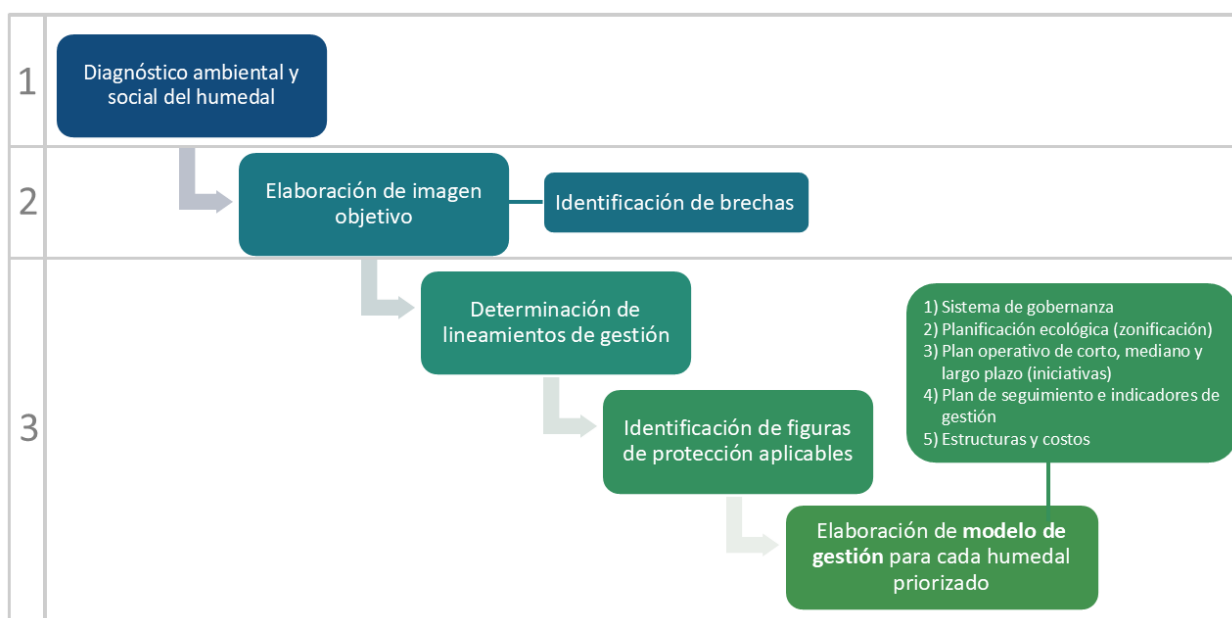 1
Diagnóstico ambiental y
social del humedal
2
Elaboración de imagen
objetivo
Identificación de brechas
3
Determinación de
lineamientos de gestión
Identificación de figuras
de protección aplicables
1) Sistema de gobernanza
2) Planificación ecológica (zonificación)
3) Plan operativo de corto, mediano y
largo plazo (iniciativas)
4) Plan de seguimiento e indicadores de
gestión
5) Estructuras y costos
Elaboración de modelo de
gestión para cada humedal
priorizado